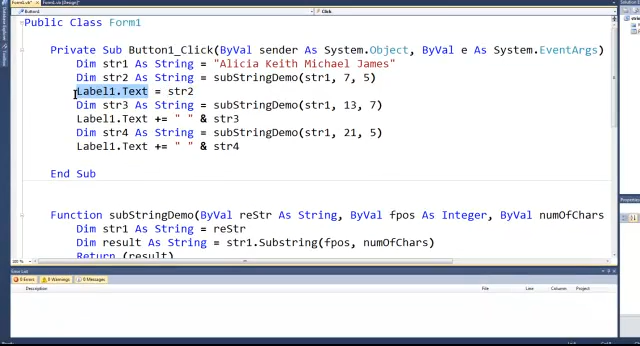 Form1.vb* × Form1.vb [Design]*
Button1 Click
Public Class Form1
Private Sub Button1_Click(ByVal sender As System.Object, ByVal e As System.EventArgs)
Dim str1 As String = "Alicia Keith Michael James"
Dim str2 As String = subStringDemo(str1, 7, 5)
Label1.Text = str2
Dim str3 As String = subStringDemo(str1, 13, 7)
Label1.Text += " " & str3
Dim str4 As String = subStringDemo(str1, 21, 5)
Label1.Text += " " & str4
End Sub
Function subStringDemo(ByVal reStr As String, ByVal fpos As Integer, ByVal numOfChars
Dim str1 As String = reStr
Dim result As String = str1.Substring(fpos, numOfChars)
Return (result)
Error List
0 Errors 0 Warnings 0 Messages
Description File Line Column Project